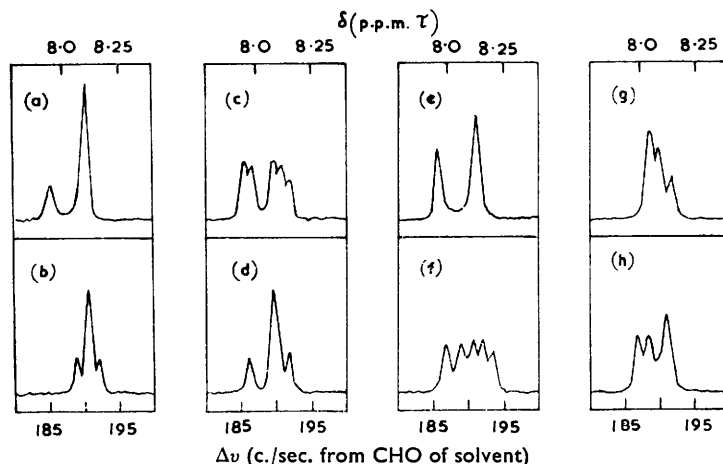 δ(p.p.m. τ)
8·0 8·25 8·0 8·25 8·0 8·25 8·0 8·25
(a) (c) (e) (g)
(b) (d) (f) (h)
185 195 185 195 185 195 185 195
Δυ (c./sec. from CHO of solvent)